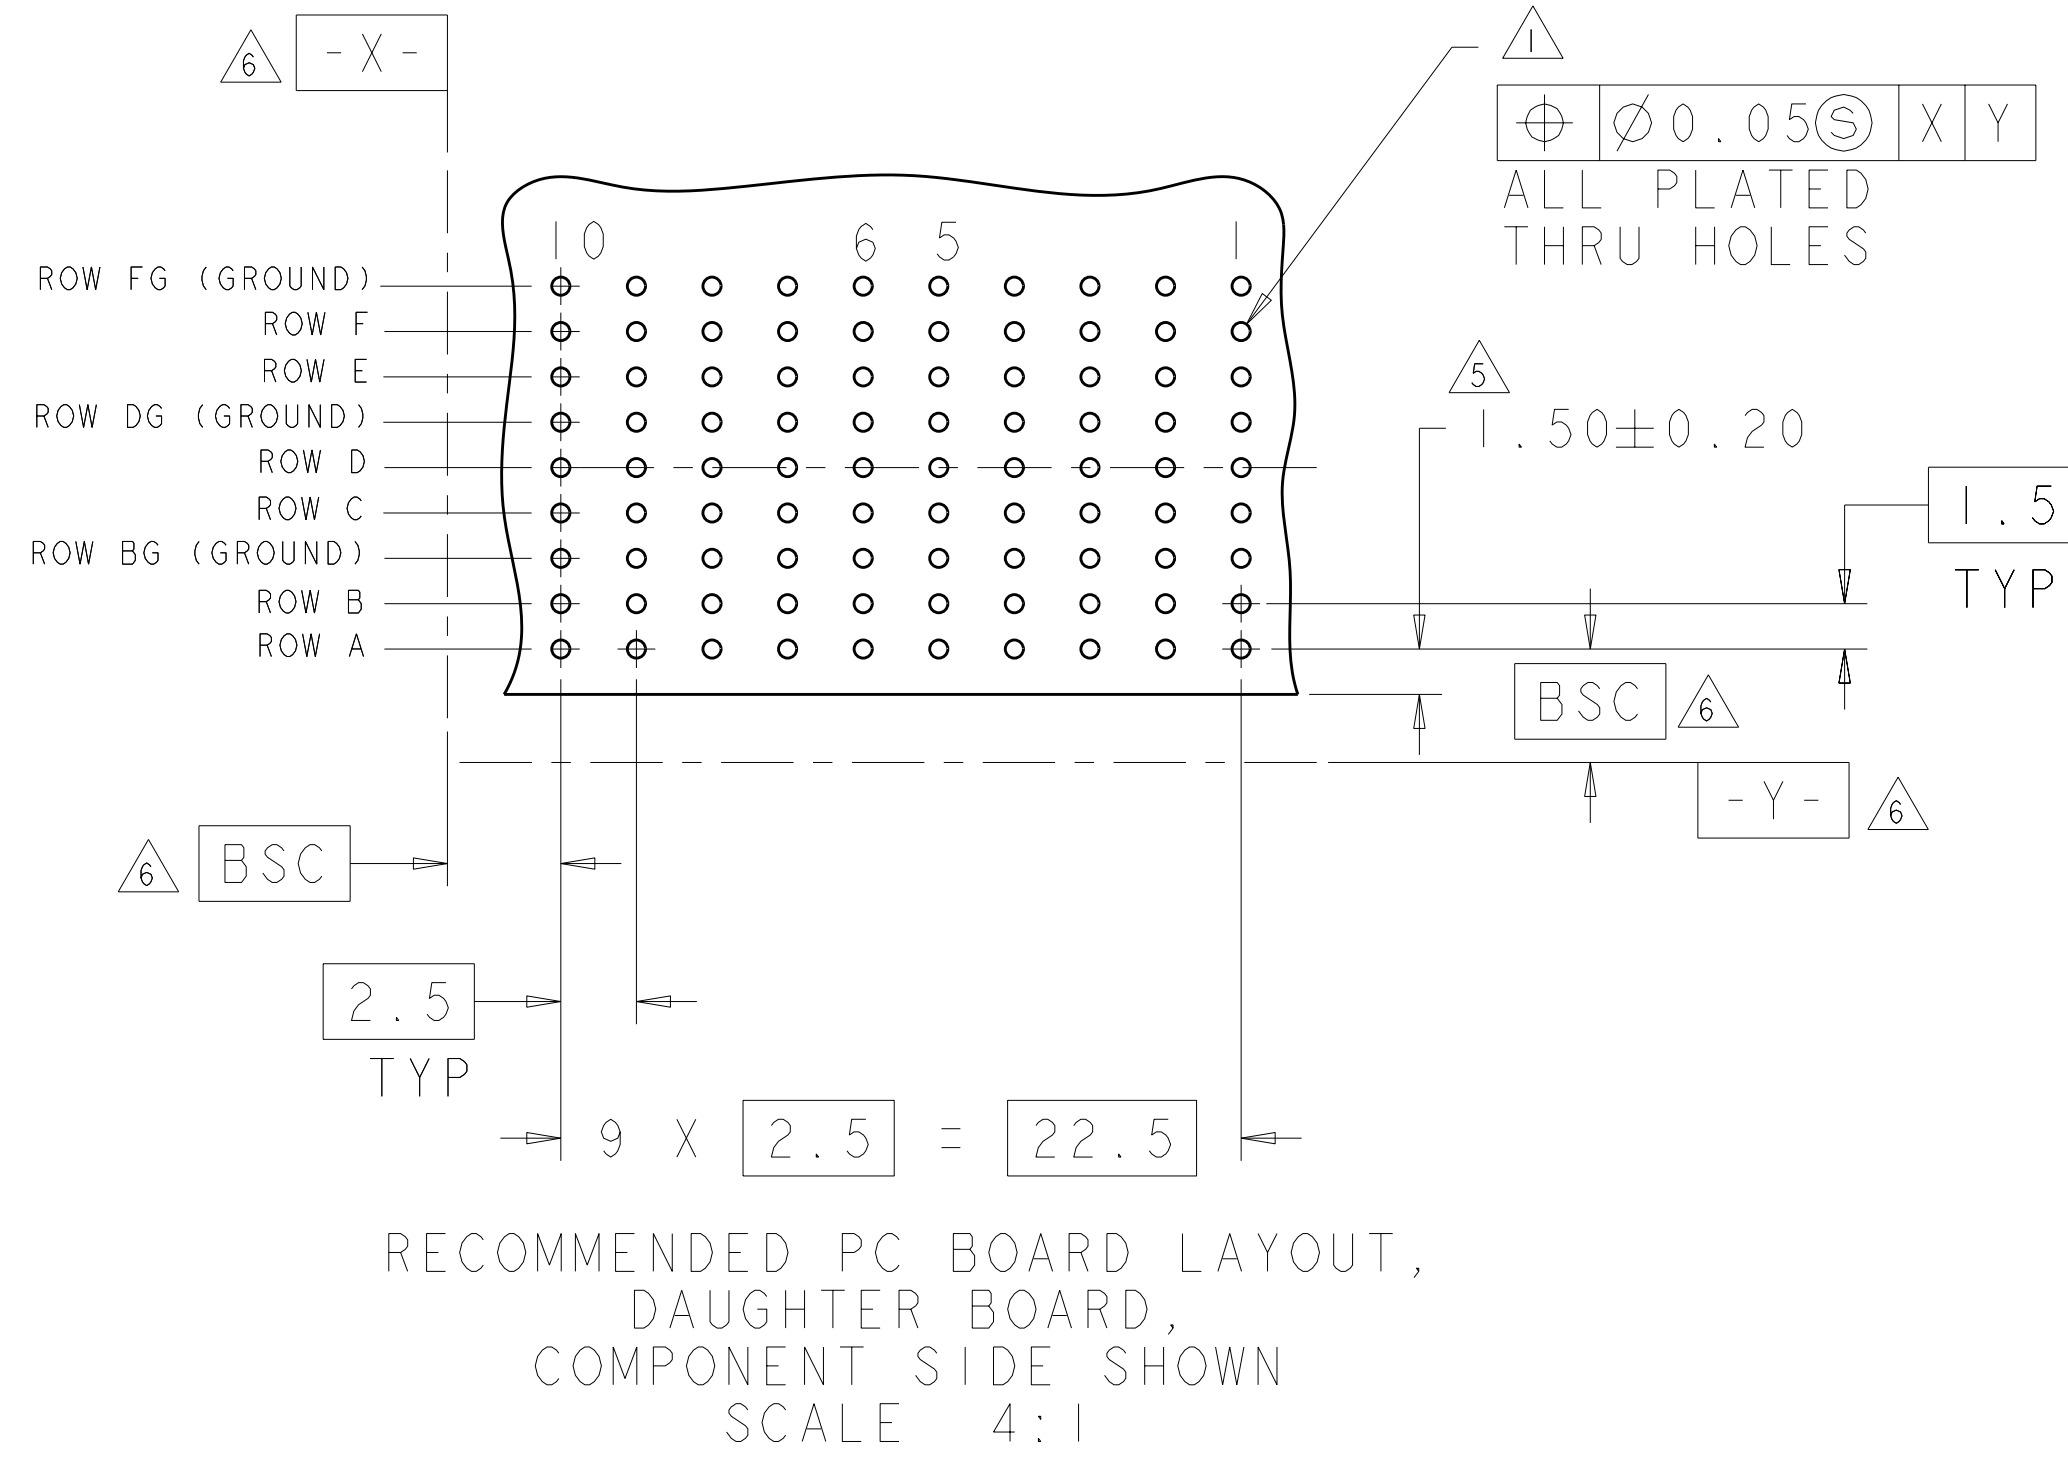 6 -X-
1
⌖ Ø0.05Ⓢ X Y
ALL PLATED
THRU HOLES
10 6 5 1
ROW FG (GROUND)
ROW F
ROW E
ROW DG (GROUND)
ROW D
ROW C
ROW BG (GROUND)
ROW B
ROW A
5
1.50±0.20
1.5
TYP
BSC 6
-Y- 6
6 BSC
2.5
TYP
9 X 2.5 = 22.5
RECOMMENDED PC BOARD LAYOUT,
DAUGHTER BOARD,
COMPONENT SIDE SHOWN
SCALE 4:1